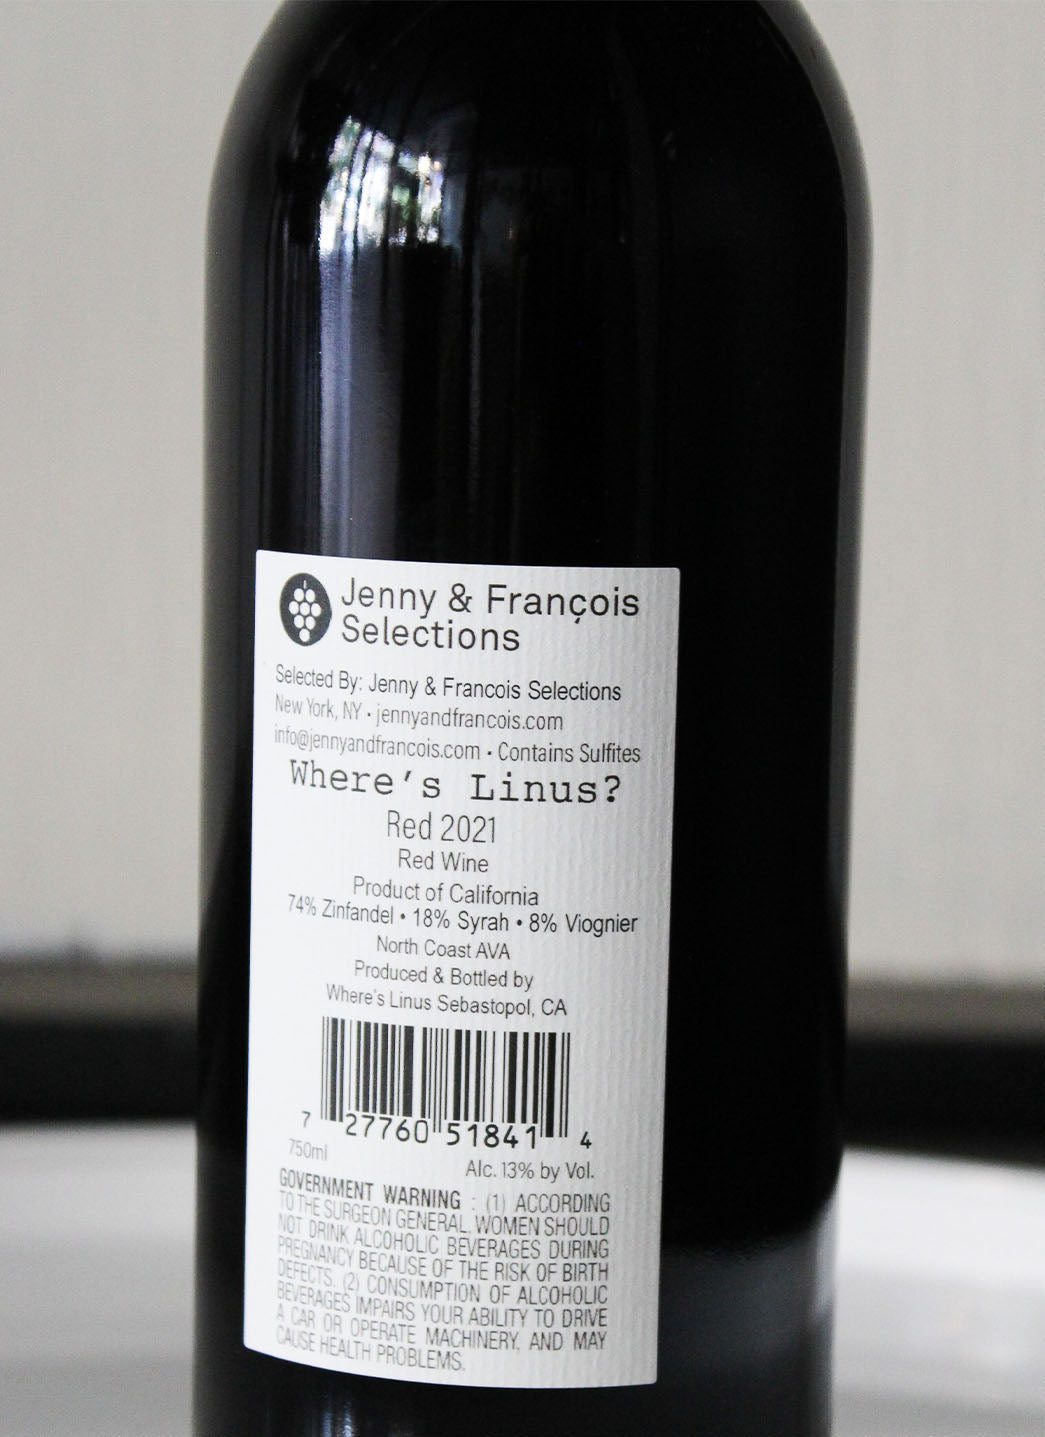 Jenny & François
Selections
Selected By: Jenny & Francois Selections
New York, NY • jennyandfrancois.com
info@jennyandfrancois.com • Contains Sulfites
Where's Linus?
Red 2021
Red Wine
Product of California
74% Zinfandel • 18% Syrah • 8% Viognier
North Coast AVA
Produced & Bottled by
Where's Linus Sebastopol, CA
7 27760 51841 4
750ml Alc. 13% by Vol.
GOVERNMENT WARNING : (1) ACCORDING
TO THE SURGEON GENERAL, WOMEN SHOULD
NOT DRINK ALCOHOLIC BEVERAGES DURING
PREGNANCY BECAUSE OF THE RISK OF BIRTH
DEFECTS. (2) CONSUMPTION OF ALCOHOLIC
BEVERAGES IMPAIRS YOUR ABILITY TO DRIVE
A CAR OR OPERATE MACHINERY, AND MAY
CAUSE HEALTH PROBLEMS.